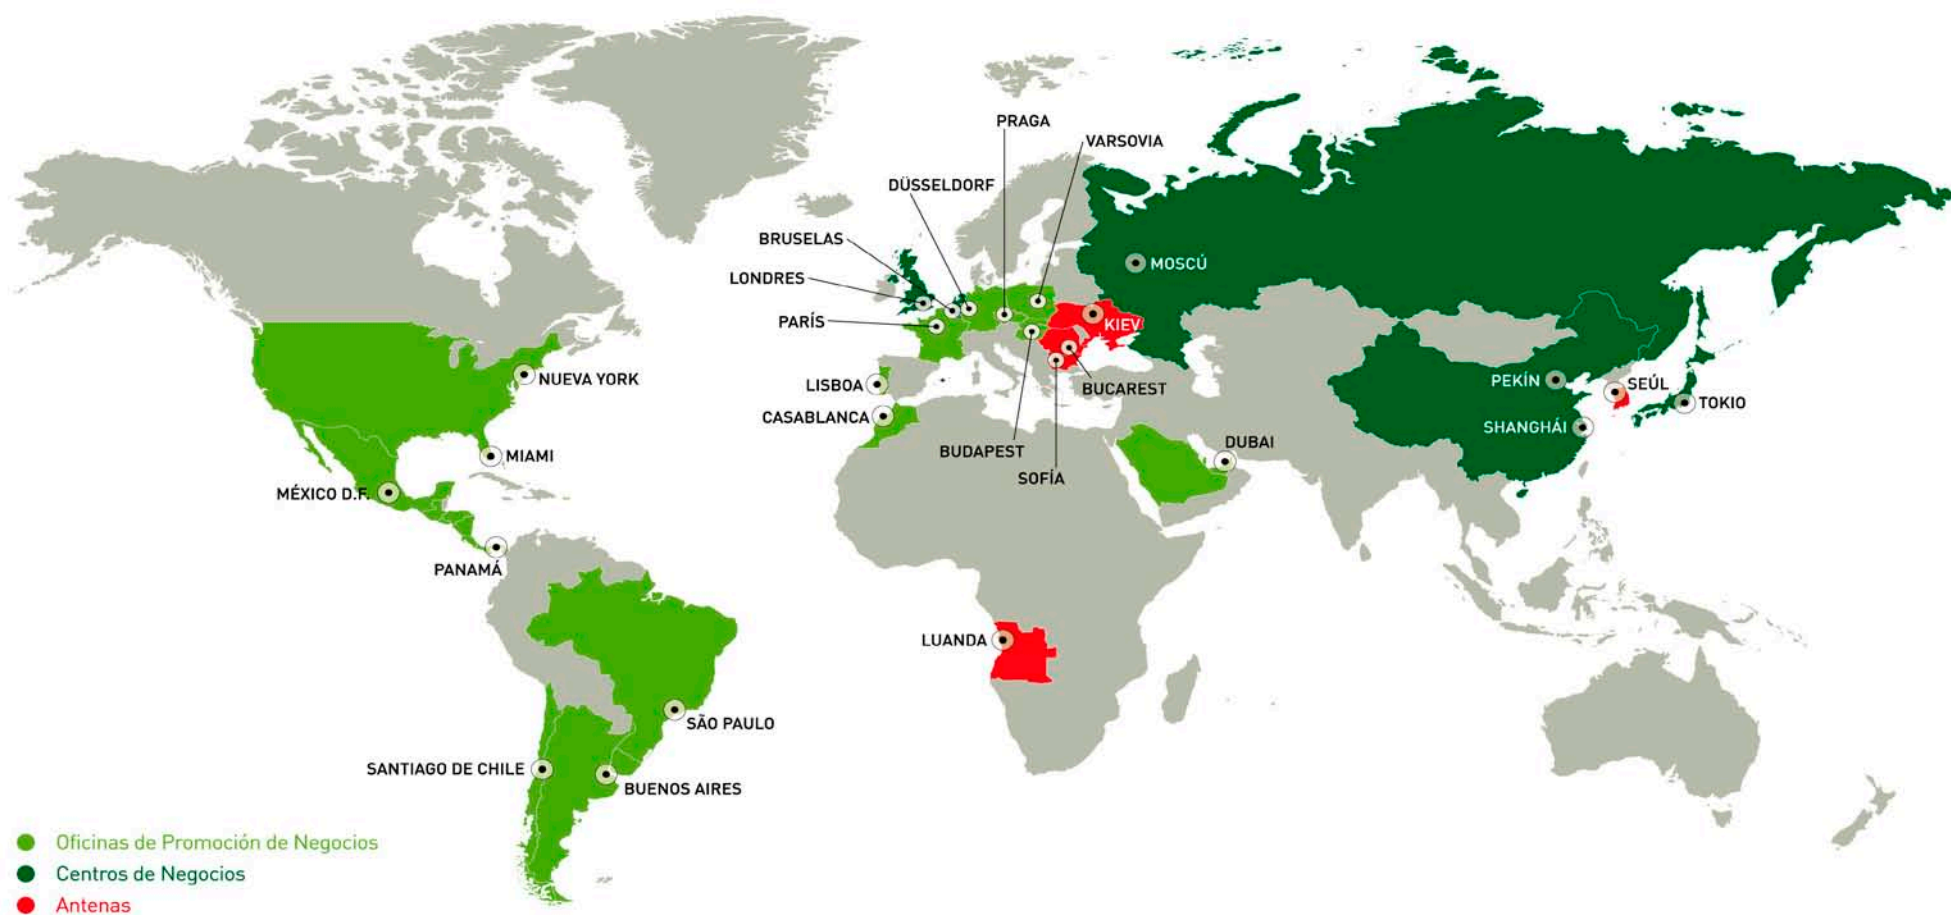 PRAGA
VARSOVIA
DÜSSELDORF
BRUSELAS
LONDRES
MOSCÚ
PARÍS
KIEV
NUEVA YORK
LISBOA
BUCAREST
PEKÍN
SEÚL
TOKIO
CASABLANCA
SHANGHÁI
MIAMI
BUDAPEST
DUBAI
SOFÍA
MÉXICO D.F.
PANAMÁ
LUANDA
SÃO PAULO
SANTIAGO DE CHILE
BUENOS AIRES
Oficinas de Promoción de Negocios
Centros de Negocios
Antenas